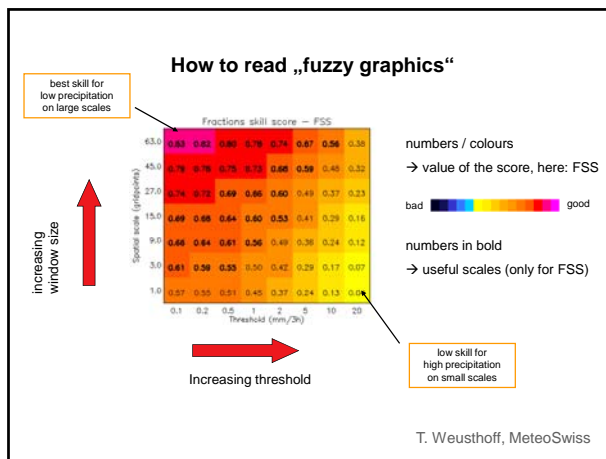 How to read „fuzzy graphics“
best skill for
low precipitation
on large scales
Fractions skill score – FSS
Spatial scale (gridpoints)
63.0 0.83 0.82 0.80 0.78 0.74 0.67 0.56 0.38
45.0 0.79 0.78 0.75 0.73 0.68 0.59 0.48 0.32
27.0 0.74 0.72 0.69 0.66 0.60 0.49 0.37 0.23
15.0 0.69 0.68 0.64 0.60 0.53 0.41 0.29 0.16
9.0 0.66 0.64 0.61 0.56 0.49 0.36 0.24 0.12
3.0 0.61 0.59 0.55 0.50 0.42 0.29 0.17 0.07
1.0 0.57 0.55 0.51 0.45 0.37 0.24 0.13
0.1 0.2 0.5 1 2 5 10 20
Threshold (mm/3h)
increasing
window size
Increasing threshold
numbers / colours
→ value of the score, here: FSS
bad good
numbers in bold
→ useful scales (only for FSS)
low skill for
high precipitation
on small scales
T. Weusthoff, MeteoSwiss